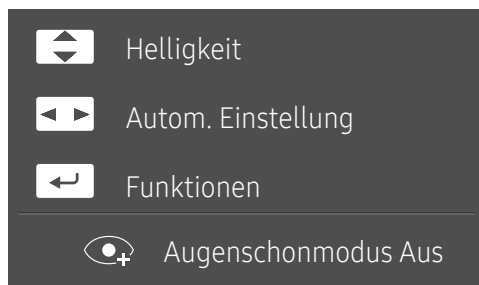 Helligkeit
Autom. Einstellung
Funktionen
Augenschonmodus Aus